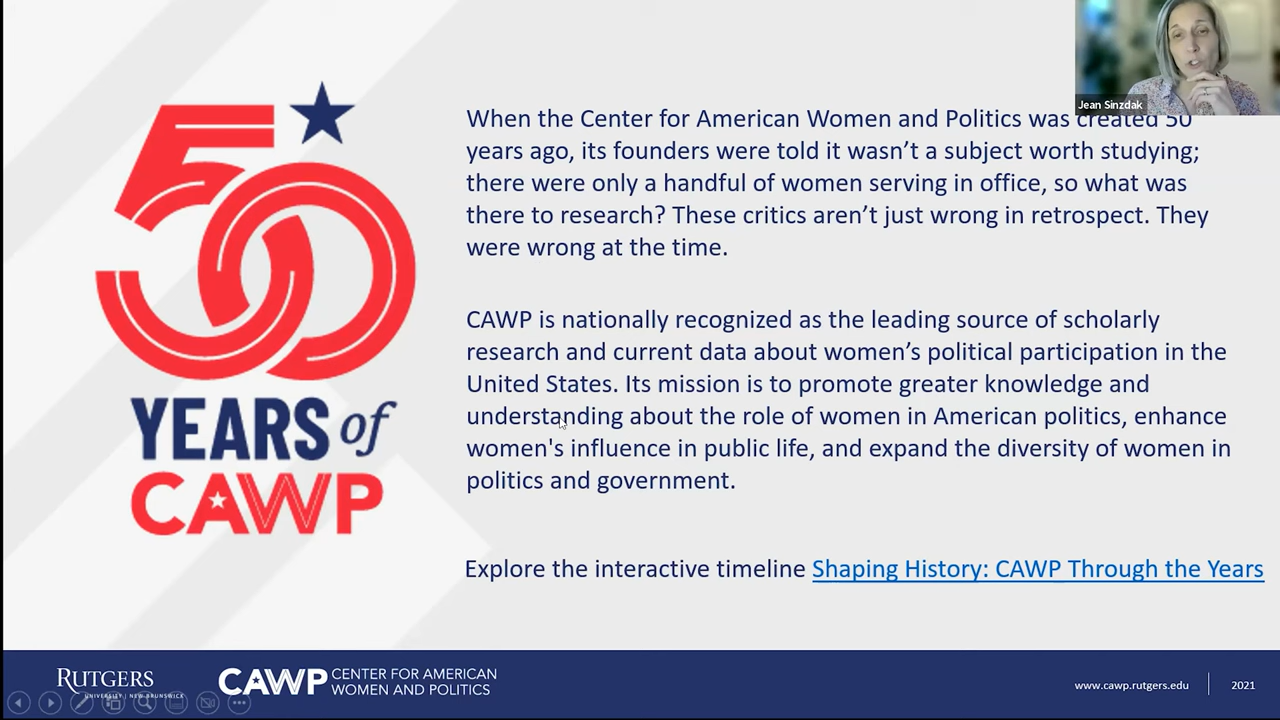 Jean Sinzdak
50
YEARS of
CAWP
When the Center for American Women and Politics was created 50
years ago, its founders were told it wasn’t a subject worth studying;
there were only a handful of women serving in office, so what was
there to research? These critics aren’t just wrong in retrospect. They
were wrong at the time.
CAWP is nationally recognized as the leading source of scholarly
research and current data about women’s political participation in the
United States. Its mission is to promote greater knowledge and
understanding about the role of women in American politics, enhance
women's influence in public life, and expand the diversity of women in
politics and government.
Explore the interactive timeline Shaping History: CAWP Through the Years
RUTGERS
UNIVERSITY | NEW BRUNSWICK
CAWP
CENTER FOR AMERICAN
WOMEN AND POLITICS
www.cawp.rutgers.edu
2021